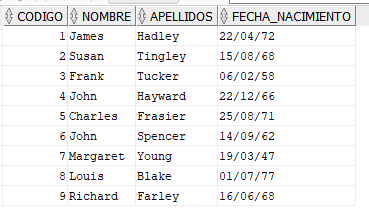 CODIGO NOMBRE APELLIDOS FECHA_NACIMIENTO
1 James Hadley 22/04/72
2 Susan Tingley 15/08/68
3 Frank Tucker 06/02/58
4 John Hayward 22/12/66
5 Charles Frasier 25/08/71
6 John Spencer 14/09/62
7 Margaret Young 19/03/47
8 Louis Blake 01/07/77
9 Richard Farley 16/06/68